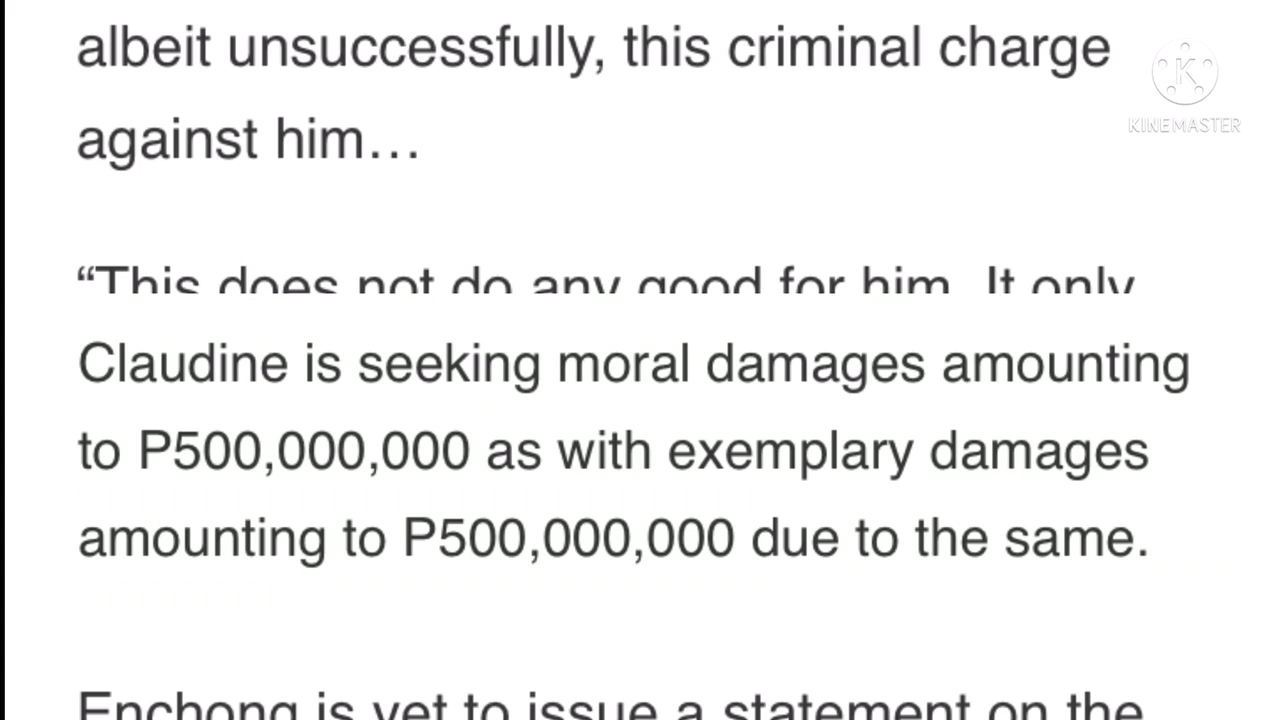 albeit unsuccessfully, this criminal charge
against him…
“This does not do any good for him. It only
Claudine is seeking moral damages amounting
to P500,000,000 as with exemplary damages
amounting to P500,000,000 due to the same.
Enchong is yet to issue a statement on the
K
KINEMASTER